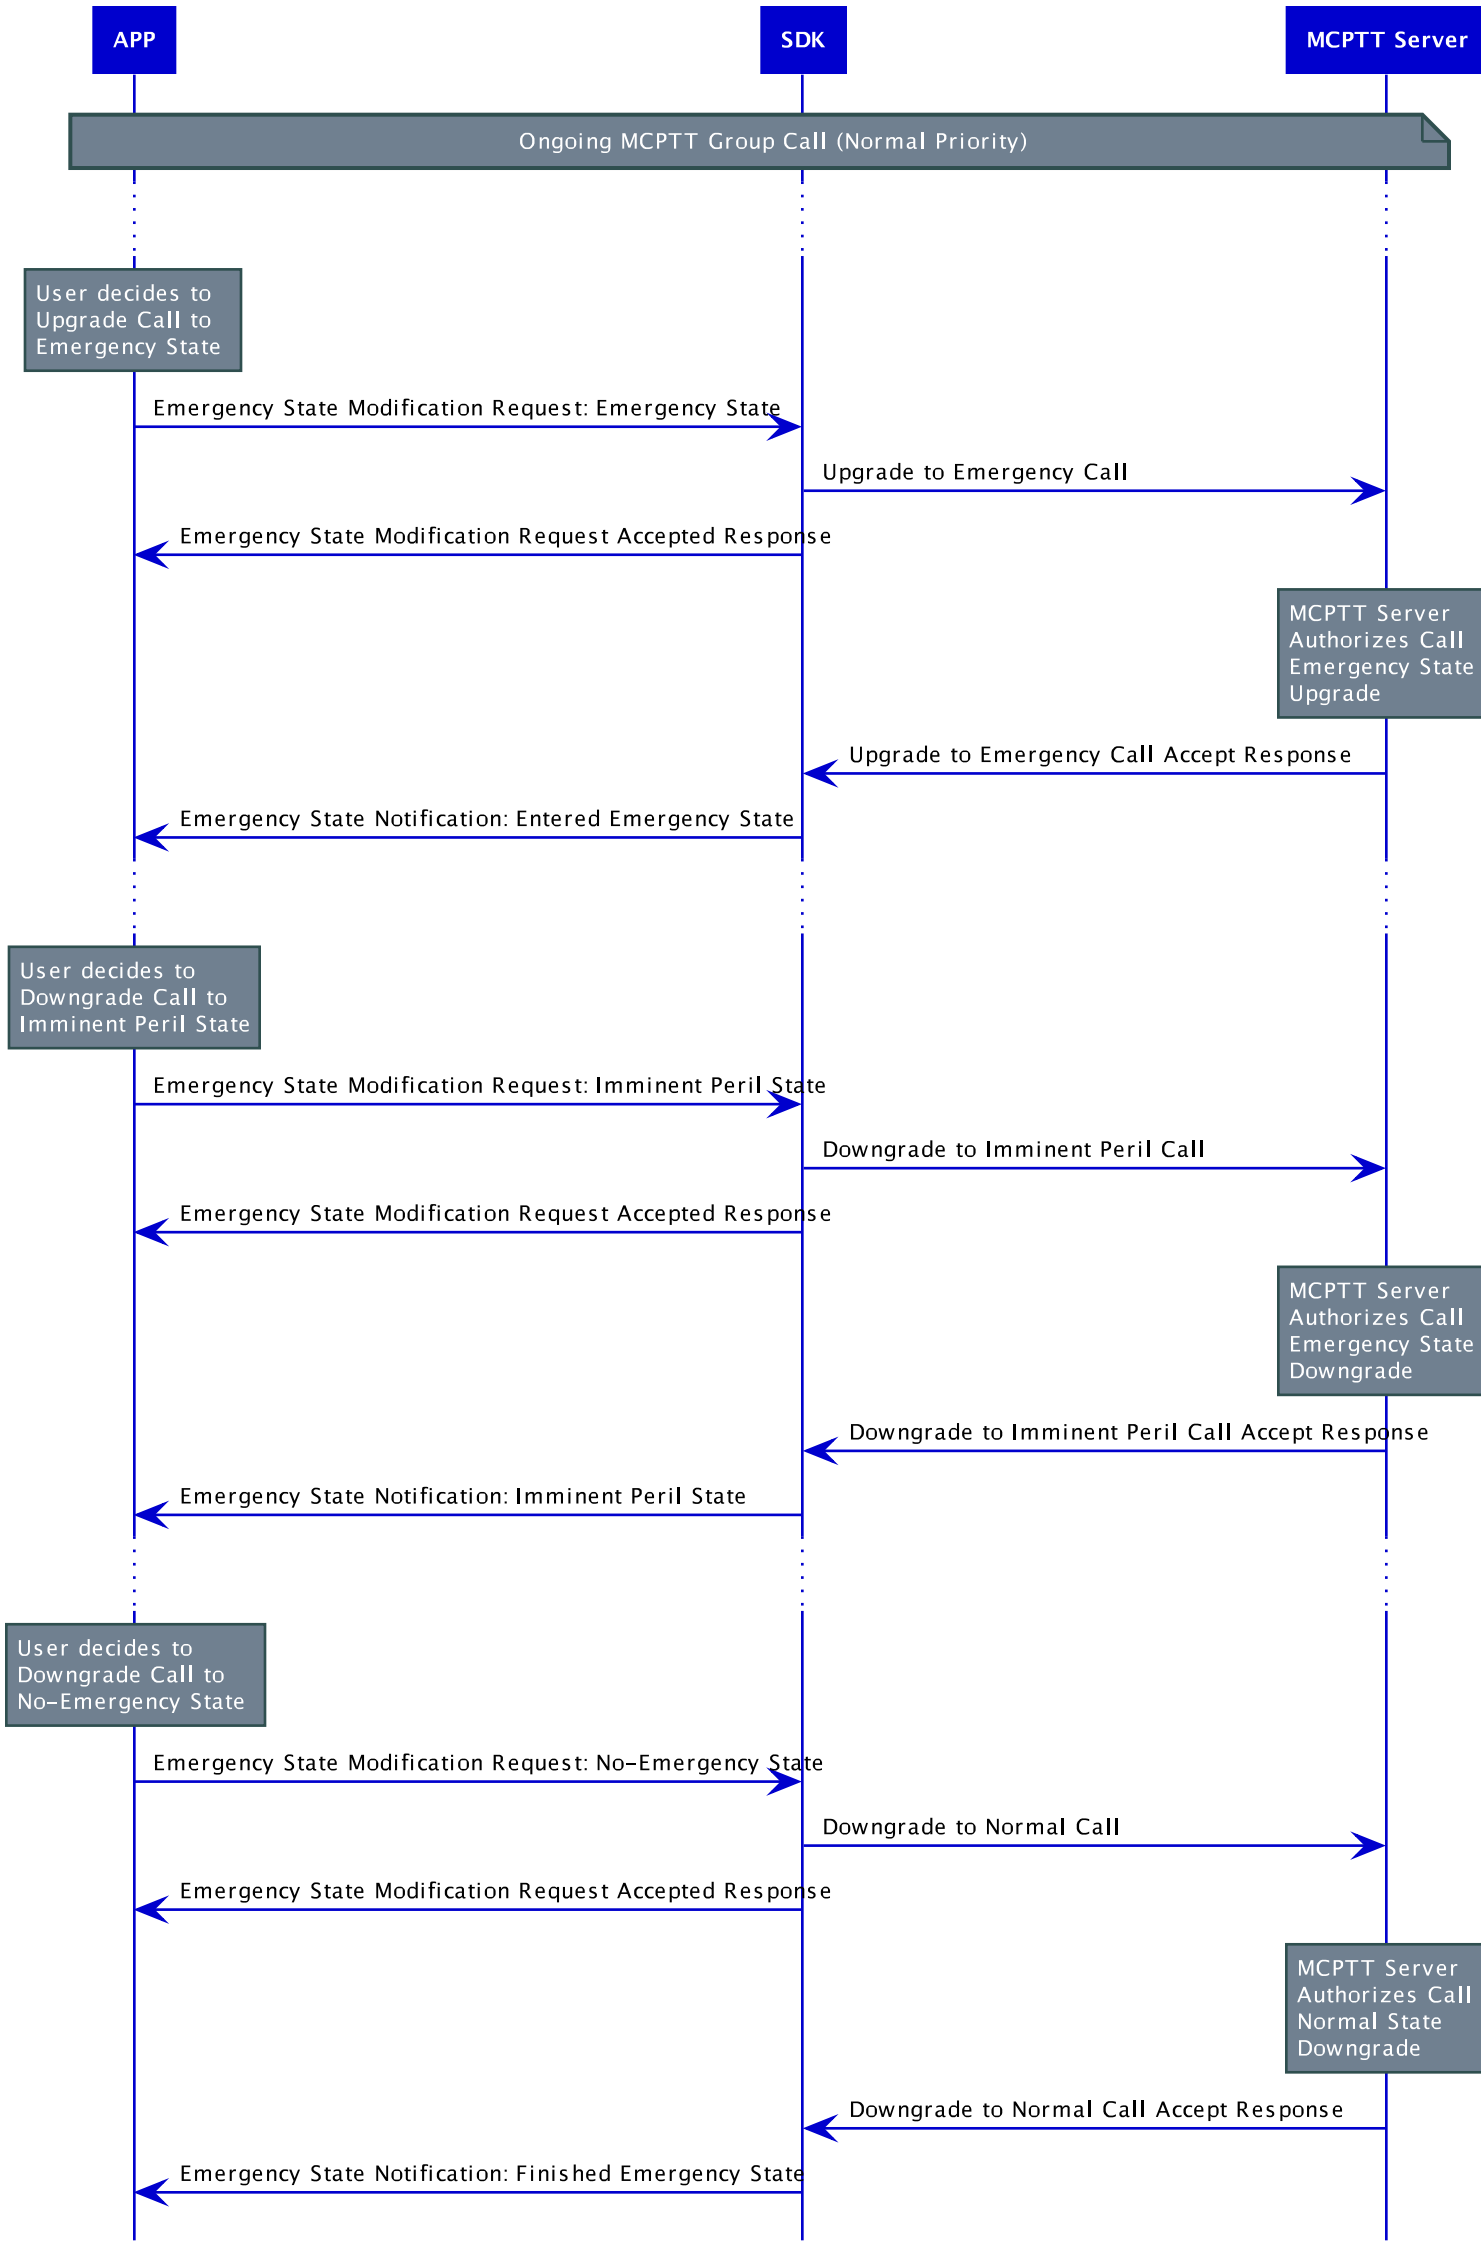 APP
SDK
MCPTT Server
Ongoing MCPTT Group Call (Normal Priority)
User decides to
Upgrade Call to
Emergency State
Emergency State Modification Request: Emergency State
Upgrade to Emergency Call
Emergency State Modification Request Accepted Response
MCPTT Server
Authorizes Call
Emergency State
Upgrade
Upgrade to Emergency Call Accept Response
Emergency State Notification: Entered Emergency State
User decides to
Downgrade Call to
Imminent Peril State
Emergency State Modification Request: Imminent Peril State
Downgrade to Imminent Peril Call
Emergency State Modification Request Accepted Response
MCPTT Server
Authorizes Call
Emergency State
Downgrade
Downgrade to Imminent Peril Call Accept Response
Emergency State Notification: Imminent Peril State
User decides to
Downgrade Call to
No–Emergency State
Emergency State Modification Request: No–Emergency State
Downgrade to Normal Call
Emergency State Modification Request Accepted Response
MCPTT Server
Authorizes Call
Normal State
Downgrade
Downgrade to Normal Call Accept Response
Emergency State Notification: Finished Emergency State